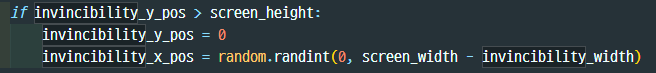 if invincibility_y_pos > screen_height:
    invincibility_y_pos = 0
    invincibility_x_pos = random.randint(0, screen_width - invincibility_width)